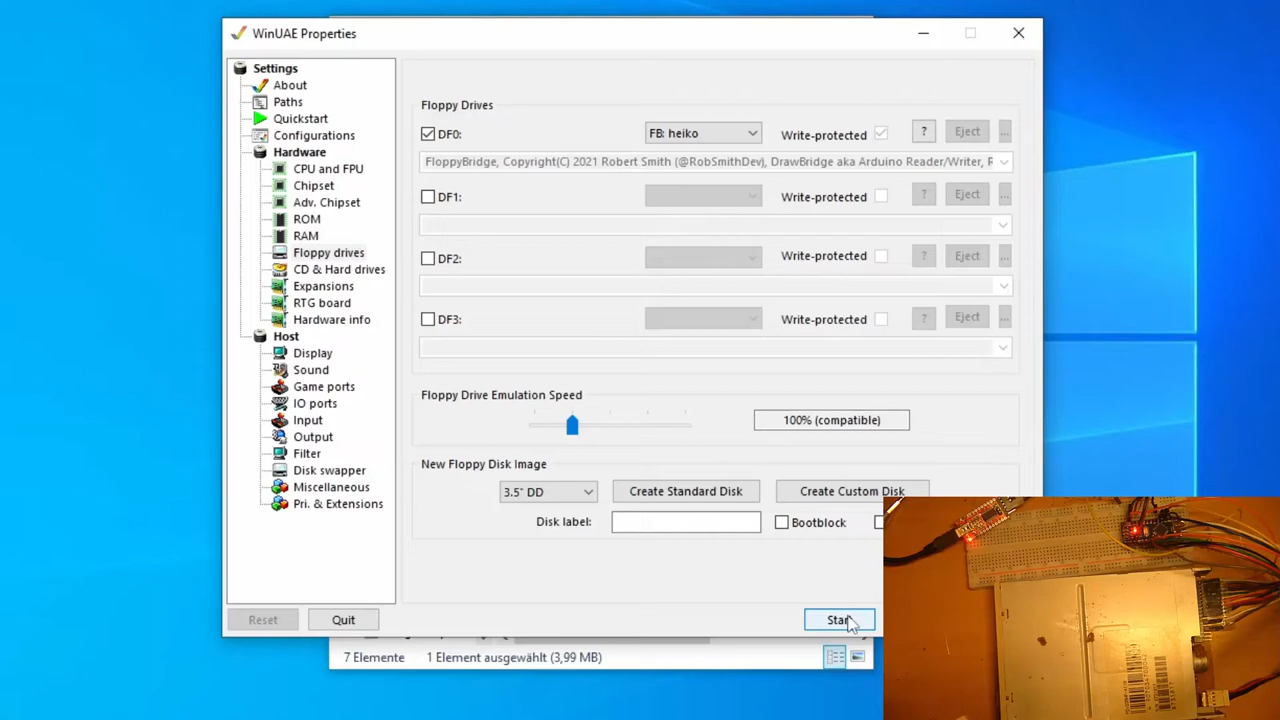 WinUAE Properties
Settings
About
Paths
Quickstart
Configurations
Hardware
CPU and FPU
Chipset
Adv. Chipset
ROM
RAM
Floppy drives
CD & Hard drives
Expansions
RTG board
Hardware info
Host
Display
Sound
Game ports
IO ports
Input
Output
Filter
Disk swapper
Miscellaneous
Pri. & Extensions
Reset
Quit
Floppy Drives
DF0:
FB: heiko
Write-protected
?
Eject
...
FloppyBridge, Copyright(C) 2021 Robert Smith (@RobSmithDev), DrawBridge aka Arduino Reader/Writer, R
DF1:
Write-protected
?
Eject
...
DF2:
Write-protected
?
Eject
...
DF3:
Write-protected
?
Eject
...
Floppy Drive Emulation Speed
100% (compatible)
New Floppy Disk Image
3.5" DD
Create Standard Disk
Create Custom Disk
Disk label:
Bootblock
Start
7 Elemente
1 Element ausgewählt (3,99 MB)